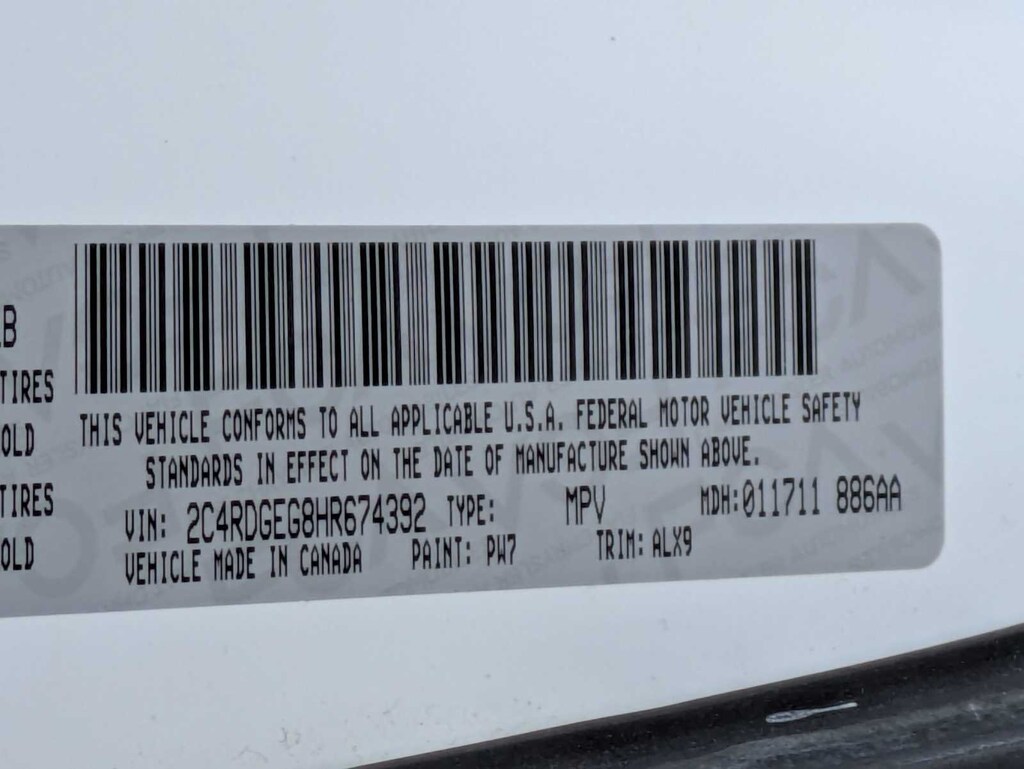 B
TIRES
OLD
TIRES
OLD
THIS VEHICLE CONFORMS TO ALL APPLICABLE U.S.A. FEDERAL MOTOR VEHICLE SAFETY
STANDARDS IN EFFECT ON THE DATE OF MANUFACTURE SHOWN ABOVE.
VIN: 2C4RDGEG8HR674392 TYPE: MPV MDH:011711 886AA
VEHICLE MADE IN CANADA PAINT: PW7 TRIM: ALX9